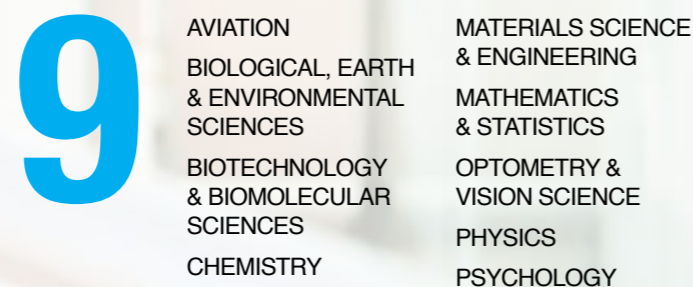 9
AVIATION
BIOLOGICAL, EARTH
& ENVIRONMENTAL
SCIENCES
BIOTECHNOLOGY
& BIOMOLECULAR
SCIENCES
CHEMISTRY
MATERIALS SCIENCE
& ENGINEERING
MATHEMATICS
& STATISTICS
OPTOMETRY &
VISION SCIENCE
PHYSICS
PSYCHOLOGY